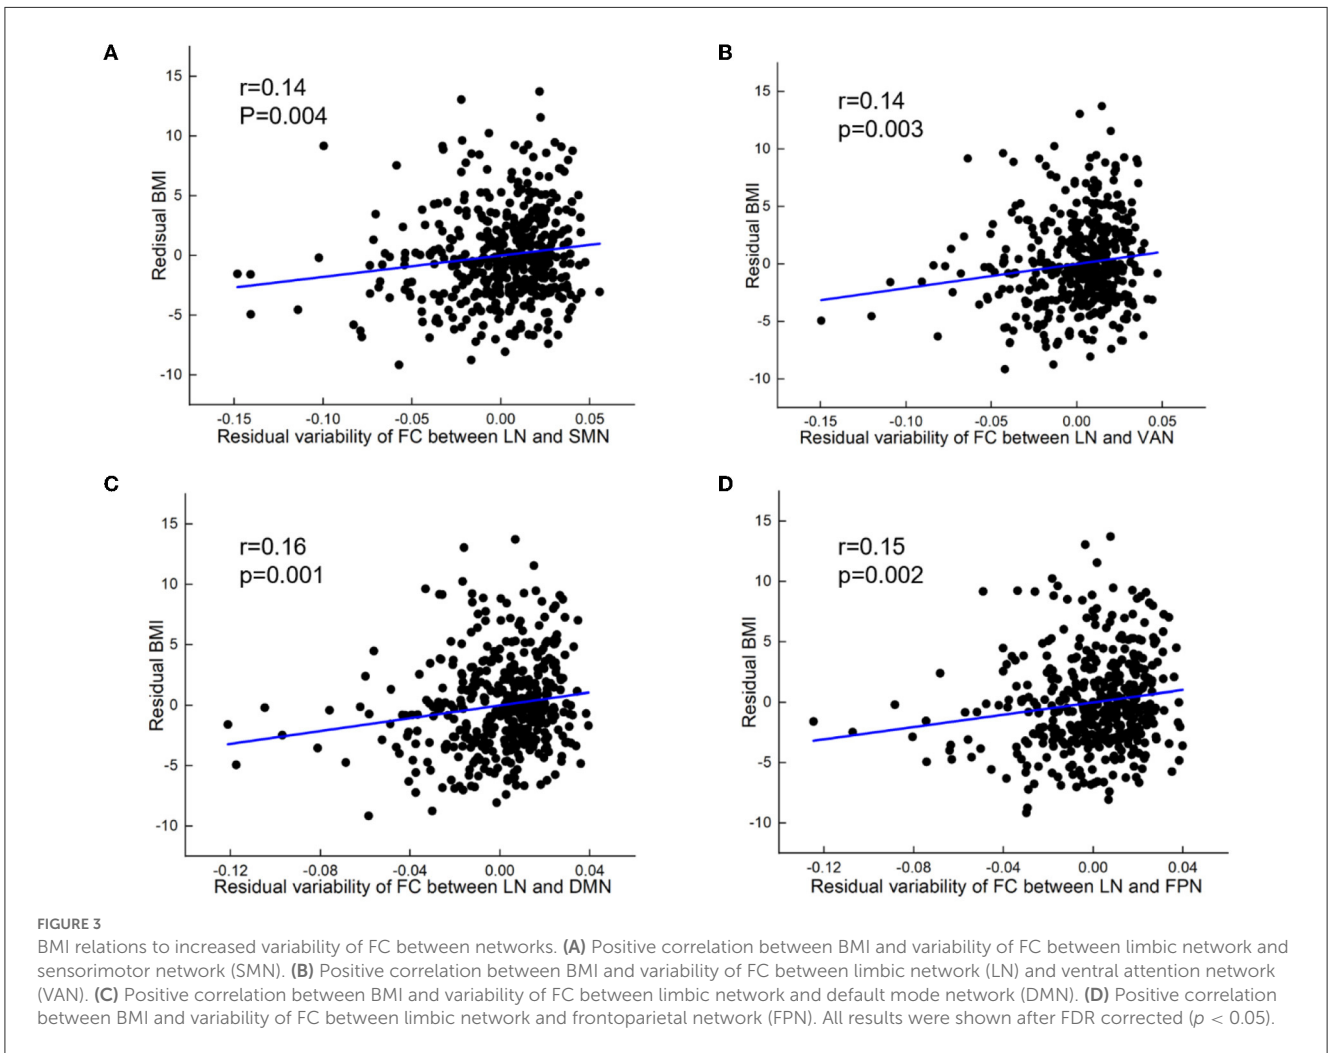 A
15
10
5
0
-5
-10
Redisual BMI
r=0.14
P=0.004
-0.15 -0.10 -0.05 0.00 0.05
Residual variability of FC between LN and SMN
B
15
10
5
0
-5
-10
Residual BMI
r=0.14
p=0.003
-0.15 -0.10 -0.05 0.00 0.05
Residual variability of FC between LN and VAN
C
15
10
5
0
-5
-10
Residual BMI
r=0.16
p=0.001
-0.12 -0.08 -0.04 0.00 0.04
Residual variability of FC between LN and DMN
D
15
10
5
0
-5
-10
Residual BMI
r=0.15
p=0.002
-0.12 -0.08 -0.04 0.00 0.04
Residual variability of FC between LN and FPN
FIGURE 3
BMI relations to increased variability of FC between networks. (A) Positive correlation between BMI and variability of FC between limbic network and
sensorimotor network (SMN). (B) Positive correlation between BMI and variability of FC between limbic network (LN) and ventral attention network
(VAN). (C) Positive correlation between BMI and variability of FC between limbic network and default mode network (DMN). (D) Positive correlation
between BMI and variability of FC between limbic network and frontoparietal network (FPN). All results were shown after FDR corrected (p < 0.05).